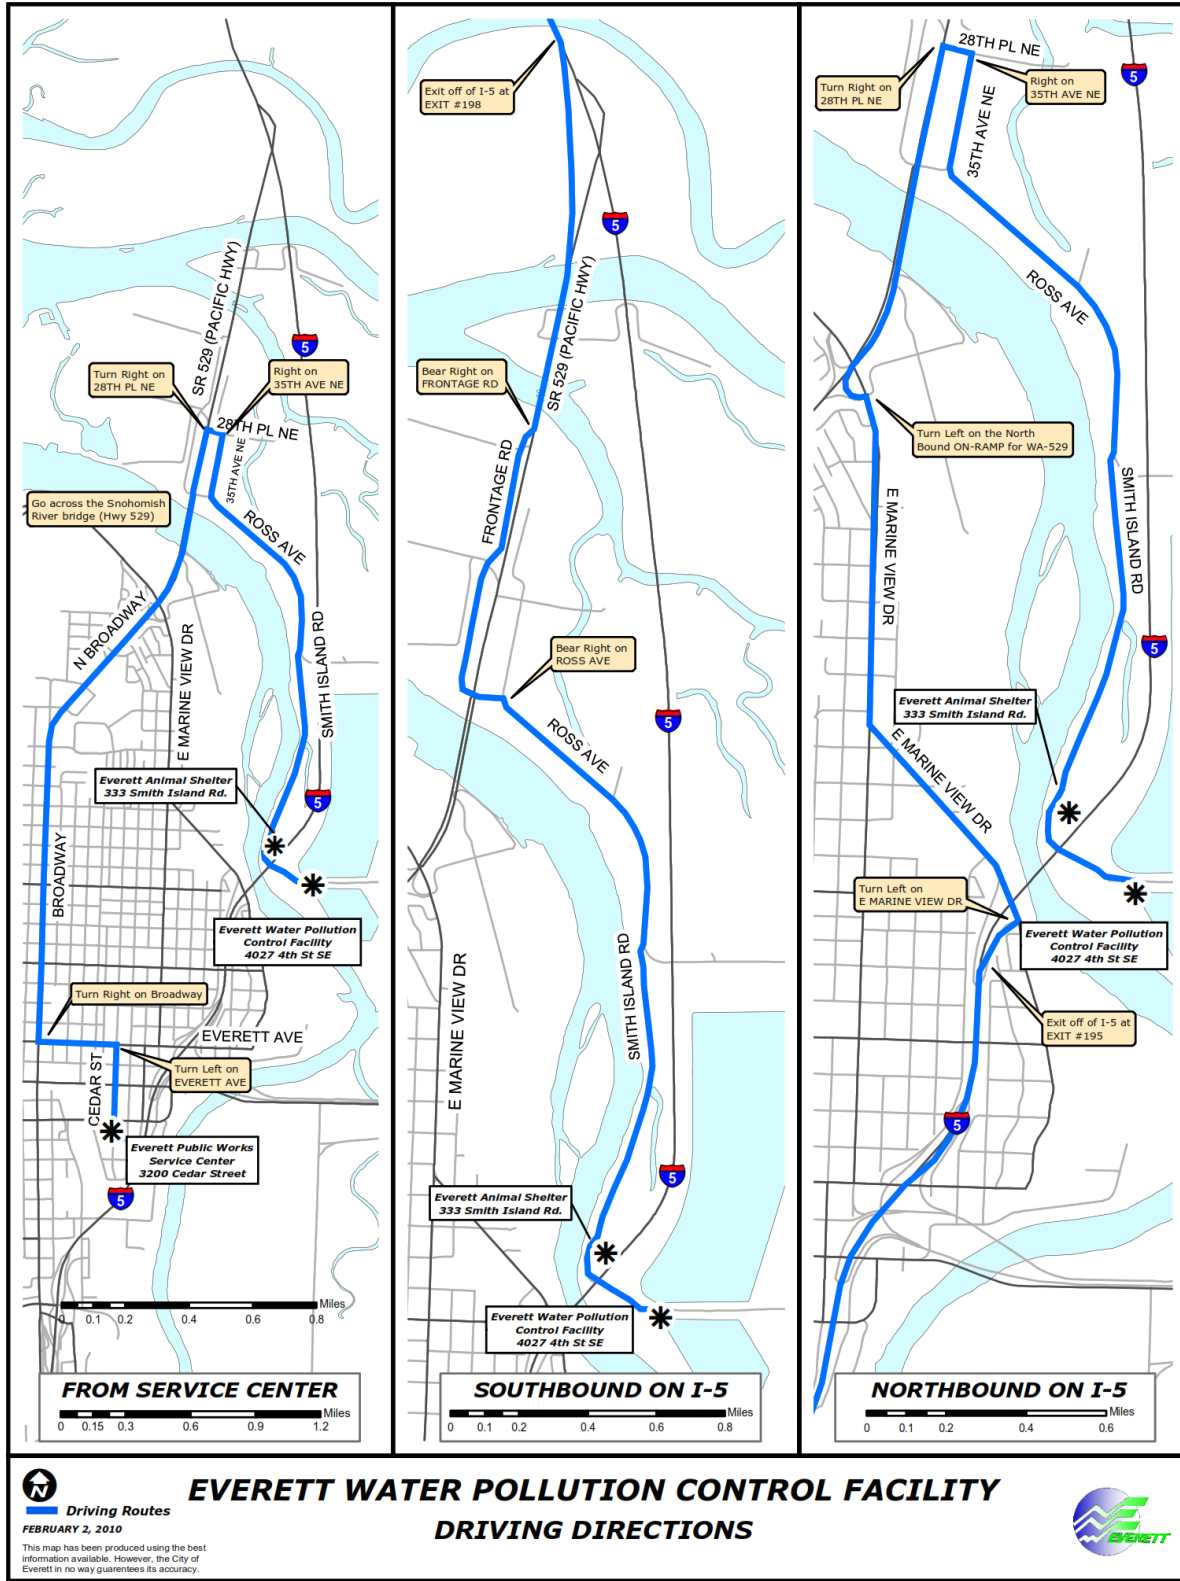 SR 529 (PACIFIC HWY)
5
Turn Right on
28TH PL NE
Right on
35TH AVE NE
28TH PL NE
35TH AVE NE
Go across the Snohomish
River bridge (Hwy 529)
ROSS AVE
N BROADWAY
E MARINE VIEW DR
SMITH ISLAND RD
Everett Animal Shelter
333 Smith Island Rd.
5
BROADWAY
Everett Water Pollution
Control Facility
4027 4th St SE
Turn Right on Broadway
EVERETT AVE
Turn Left on
EVERETT AVE
CEDAR ST
Everett Public Works
Service Center
3200 Cedar Street
5
Miles
0 0.1 0.2 0.4 0.6 0.8
FROM SERVICE CENTER
Miles
0 0.15 0.3 0.6 0.9 1.2
Exit off of I-5 at
EXIT #198
5
SR 529 (PACIFIC HWY)
Bear Right on
FRONTAGE RD
FRONTAGE RD
Bear Right on
ROSS AVE
5
ROSS AVE
SMITH ISLAND RD
E MARINE VIEW DR
5
Everett Animal Shelter
333 Smith Island Rd.
Everett Water Pollution
Control Facility
4027 4th St SE
SOUTHBOUND ON I-5
Miles
0 0.1 0.2 0.4 0.6 0.8
28TH PL NE
5
Turn Right on
28TH PL NE
Right on
35TH AVE NE
35TH AVE NE
ROSS AVE
Turn Left on the North
Bound ON-RAMP for WA-529
E MARINE VIEW DR
SMITH ISLAND RD
5
Everett Animal Shelter
333 Smith Island Rd.
E MARINE VIEW DR
Turn Left on
E MARINE VIEW DR
Everett Water Pollution
Control Facility
4027 4th St SE
Exit off of I-5 at
EXIT #195
5
NORTHBOUND ON I-5
Miles
0 0.1 0.2 0.4 0.6
N
Driving Routes
FEBRUARY 2, 2010
This map has been produced using the best
information available. However, the City of
Everett in no way guarentees its accuracy.
EVERETT WATER POLLUTION CONTROL FACILITY
DRIVING DIRECTIONS
EVERETT